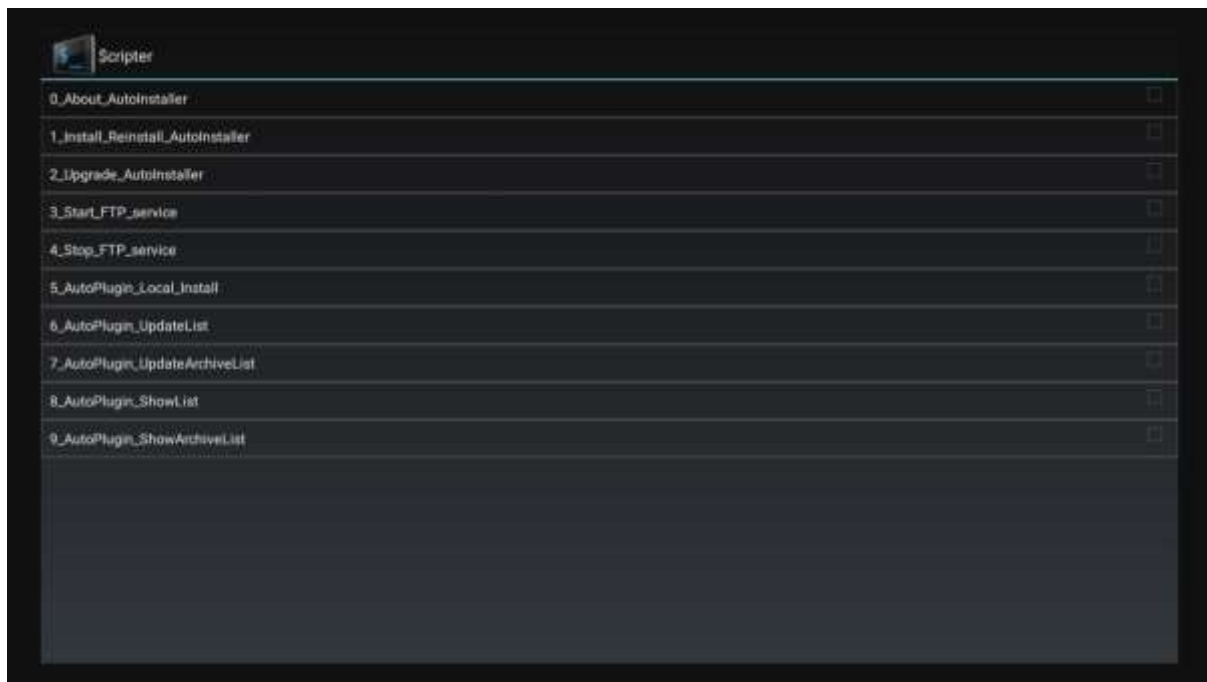 Scripter
0_About_AutoInstaller
1_Install_Reinstall_AutoInstaller
2_Upgrade_AutoInstaller
3_Start_FTP_service
4_Stop_FTP_service
5_AutoPlugin_Local_Install
6_AutoPlugin_UpdateList
7_AutoPlugin_UpdateArchiveList
8_AutoPlugin_ShowList
9_AutoPlugin_ShowArchiveList